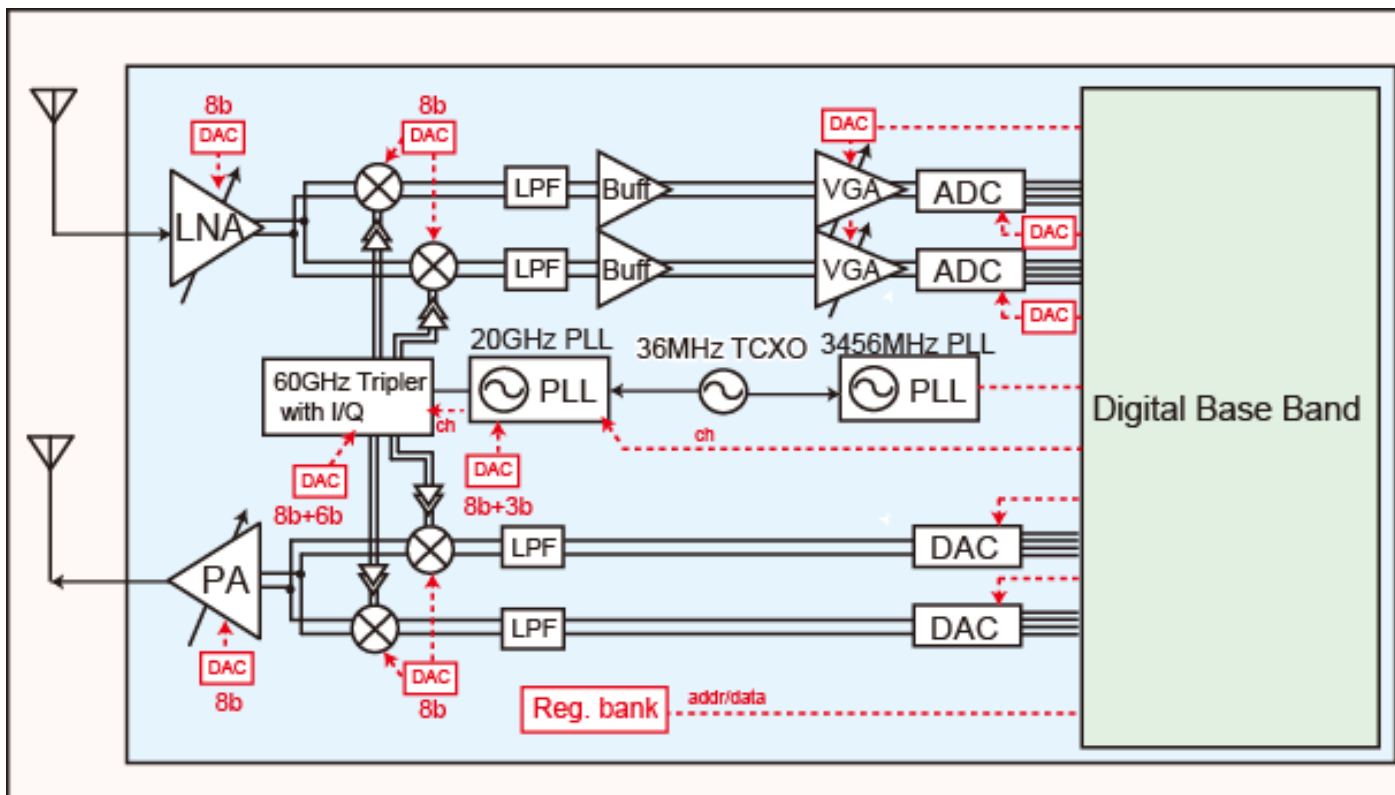 8b
DAC
8b
DAC
DAC
LNA
LPF
Buff
VGA
ADC
DAC
LPF
Buff
VGA
ADC
DAC
20GHz PLL
36MHz TCXO
3456MHz PLL
60GHz Tripler
with I/Q
PLL
PLL
ch
ch
Digital Base Band
DAC
8b+6b
DAC
8b+3b
LPF
DAC
PA
LPF
DAC
DAC
8b
DAC
8b
Reg. bank
addr/data